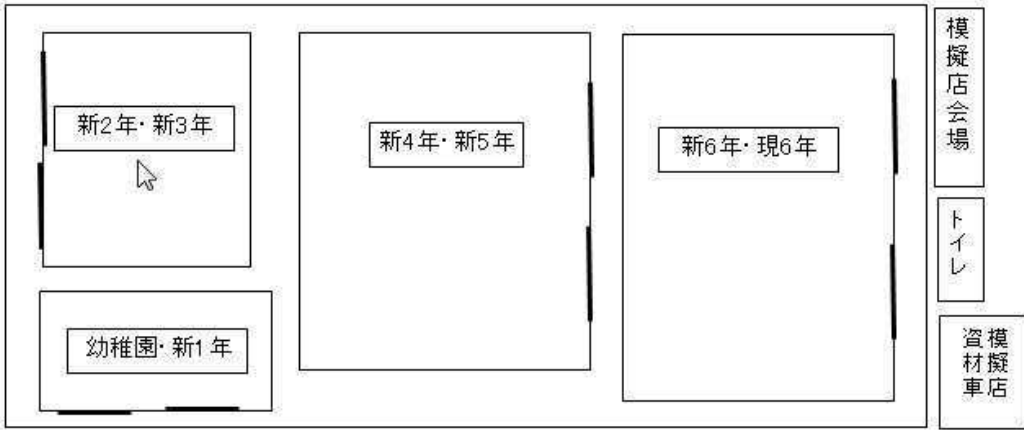 新2年・新3年
新4年・新5年
新6年・現6年
幼稚園・新1年
模擬店会場
トイレ
模擬店
資材車